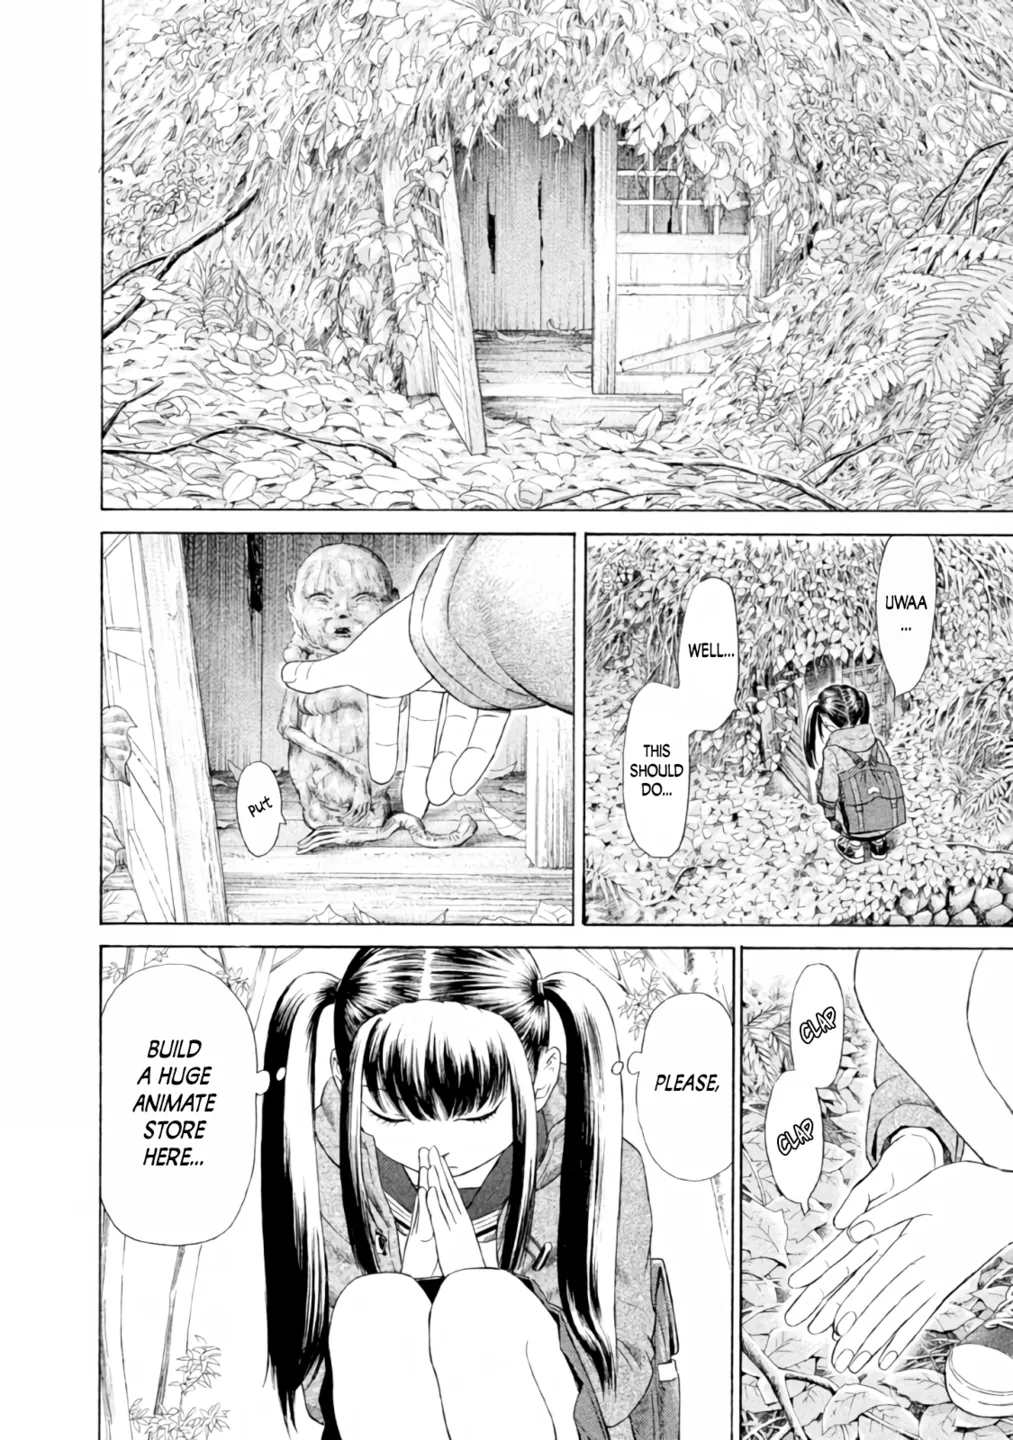 UWAA
...
WELL...
THIS
SHOULD
DO...
put
CLAP
CLAP
PLEASE,
BUILD
A HUGE
ANIMATE
STORE
HERE...